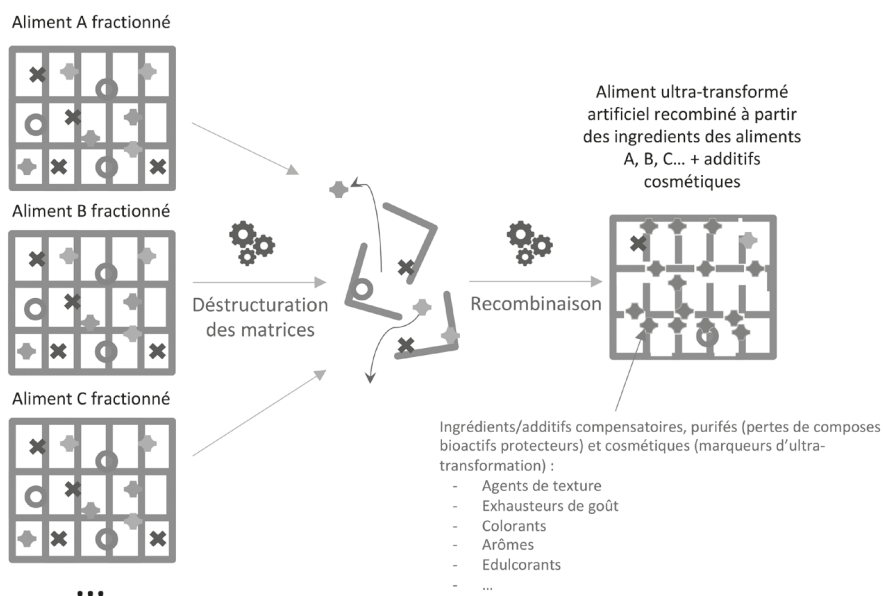 Aliment A fractionné
Aliment B fractionné
Déstructuration
des matrices
Aliment C fractionné
...
Recombinaison
Aliment ultra-transformé
artificiel recombiné à partir
des ingredients des aliments
A, B, C... + additifs
cosmétiques
Ingrédients/additifs compensatoires, purifés (pertes de composes
bioactifs protecteurs) et cosmétiques (marqueurs d’ultra-
transformation) :
- Agents de texture
- Exhausteurs de goût
- Colorants
- Arômes
- Edulcorants
- ...